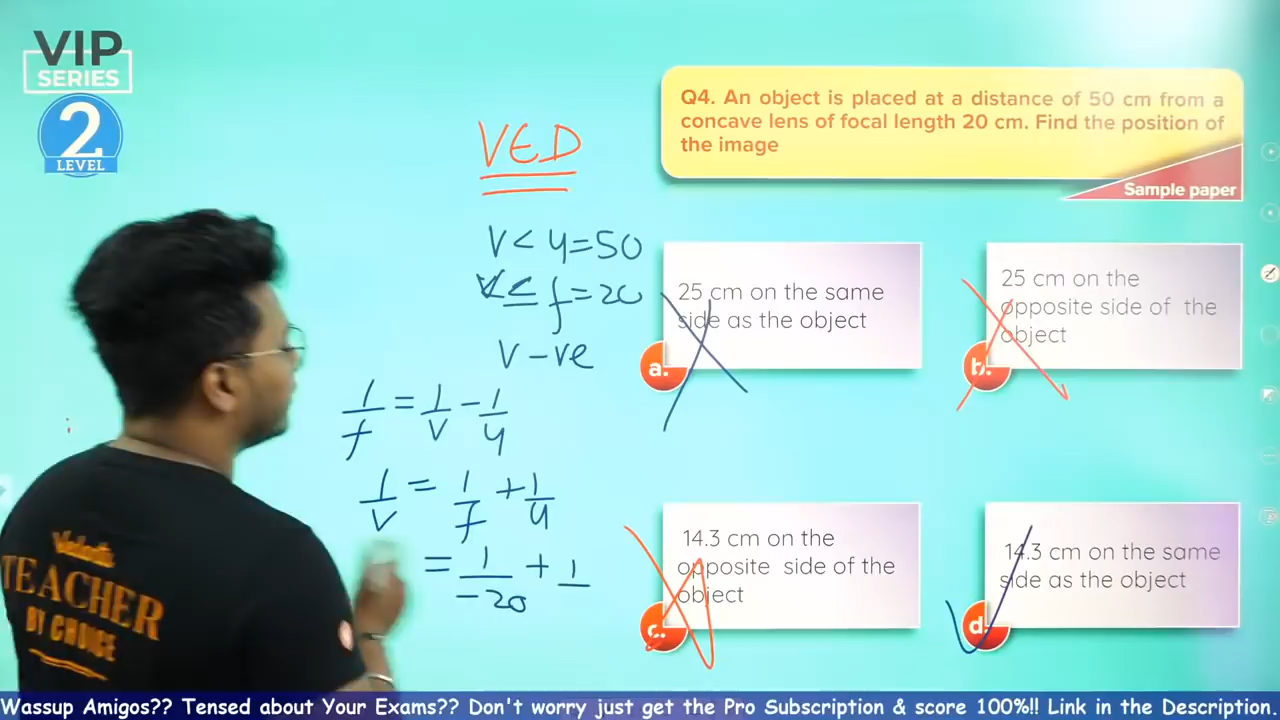 VIP
SERIES
2
LEVEL
Q4. An object is placed at a distance of 50 cm from a
concave lens of focal length 20 cm. Find the position of
the image
Sample paper
VED
V < u = 50
V < f = 20
V -ve
1/f = 1/v - 1/u
1/v = 1/f + 1/u
= 1/-20 + 1
25 cm on the same
side as the object
a.
25 cm on the
opposite side of the
object
b.
14.3 cm on the
opposite side of the
object
c.
14.3 cm on the same
side as the object
d.
Vedantu
TEACHER
BY CHOICE
Wassup Amigos?? Tensed about Your Exams?? Don't worry just get the Pro Subscription & score 100%!! Link in the Description.